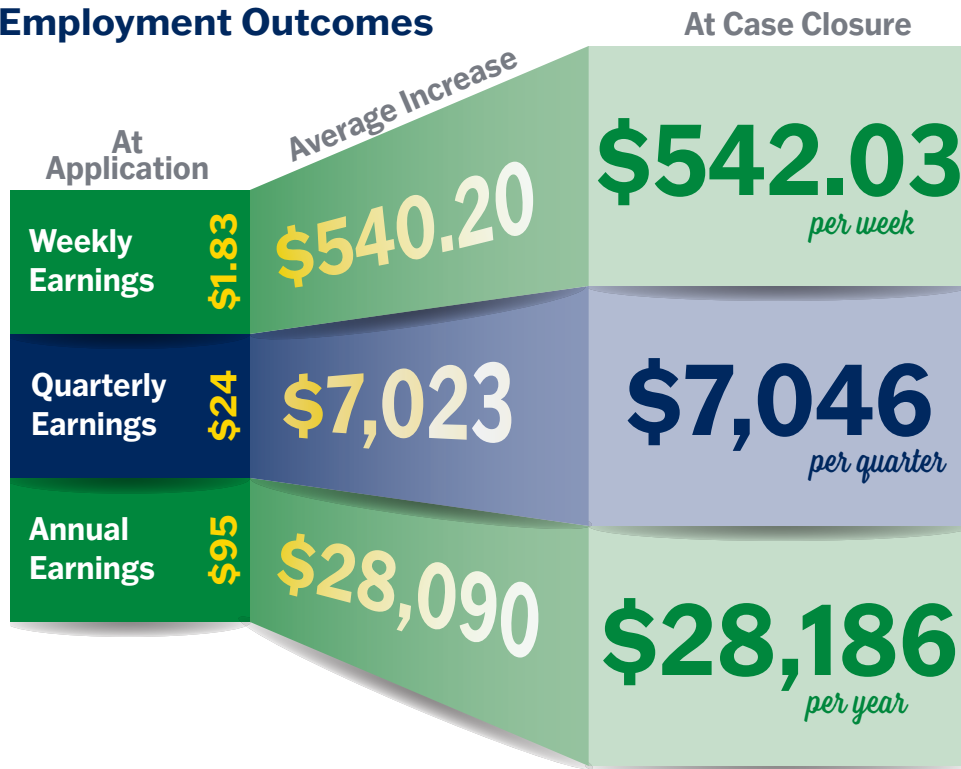 Employment Outcomes
At
Application
Average Increase
At Case Closure
Weekly
Earnings
$1.83
$540.20
$542.03
per week
Quarterly
Earnings
$24
$7,023
$7,046
per quarter
Annual
Earnings
$95
$28,090
$28,186
per year